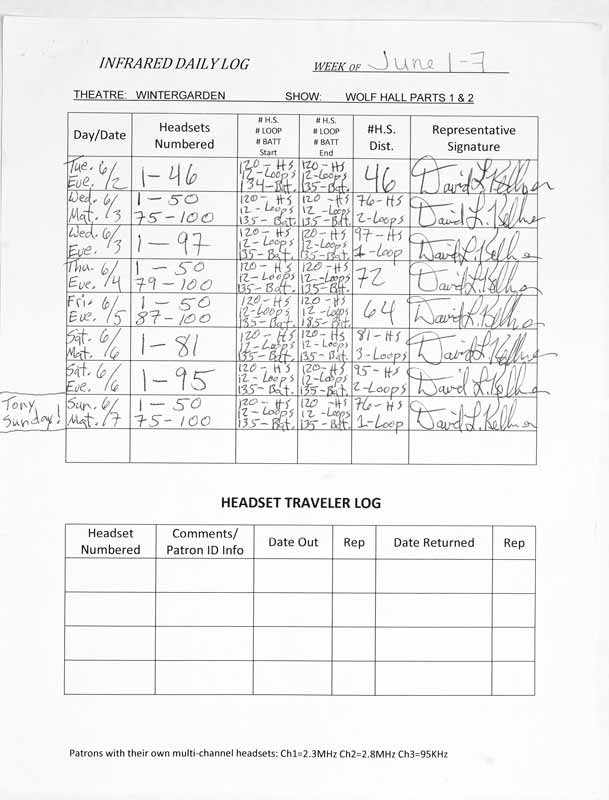 INFRARED DAILY LOG WEEK OF June 1-7
THEATRE: WINTERGARDEN SHOW: WOLF HALL PARTS 1 & 2
Day/Date Headsets Numbered # H.S. # LOOP # BATT Start # H.S. # LOOP # BATT End #H.S. Dist. Representative Signature
Tue. 6/2 Eve. 1-46 120-HS 12-Loops 134-Bat. 120-HS 12-Loops 135-Bat. 46 David L. Kellner
Wed. 6/3 Mat. 1-50 75-100 120-HS 12-Loops 135-Bat. 120-HS 12-Loops 135-Bat. 76-HS 2-Loops David L. Kellner
Wed. 6/3 Eve. 1-97 120-HS 12-Loops 135-Bat. 120-HS 12-Loops 135-Bat. 97-HS 1-Loop David L. Kellner
Thu. 6/4 Eve. 1-50 79-100 120-HS 12-Loops 135-Bat. 120-HS 12-Loops 135-Bat. 72 David L. Kellner
Fri. 6/5 Eve. 1-50 87-100 120-HS 12-Loops 135-Bat. 120-HS 12-Loops 64 David L. Kellner
Sat. 6/6 Mat. 1-81 120-HS 12-Loops 135-Bat. 120-HS 12-Loops 135-Bat. 81-HS 3-Loops David L. Kellner
Sat. 6/6 Eve. 1-95 120-HS 12-Loops 135-Bat. 120-HS 12-Loops 135-Bat. 95-HS 2-Loops David L. Kellner
Tony Sunday! Sun. 6/7 Mat. 1-50 75-100 120-HS 12-Loops 135-Bat. 120-HS 12-Loops 135-Bat. 76-HS 1-Loop David L. Kellner
HEADSET TRAVELER LOG
Headset Numbered Comments/ Patron ID Info Date Out Rep Date Returned Rep
Patrons with their own multi-channel headsets: Ch1=2.3MHz Ch2=2.8MHz Ch3=95KHz